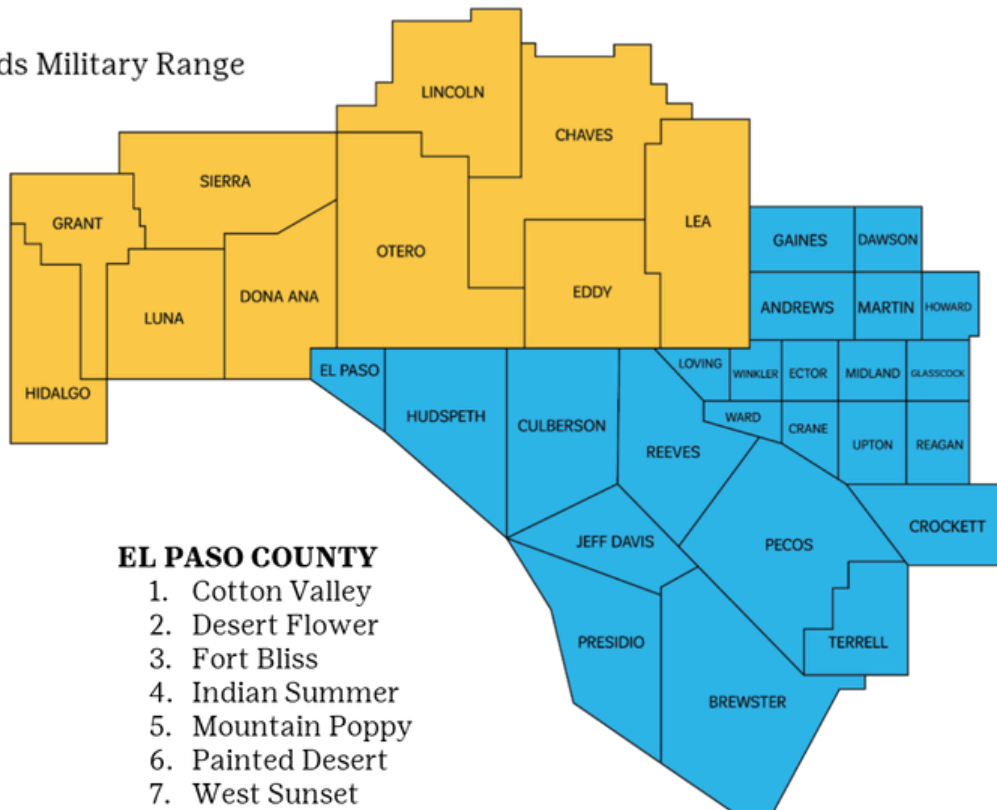 ds Military Range
LINCOLN
CHAVES
SIERRA
GRANT
LEA
OTERO
GAINES
DAWSON
DONA ANA
EDDY
LUNA
ANDREWS
MARTIN
HOWARD
HIDALGO
EL PASO
LOVING
WINKLER
ECTOR
MIDLAND
GLASSCOCK
HUDSPETH
CULBERSON
WARD
CRANE
REEVES
UPTON
REAGAN
CROCKETT
JEFF DAVIS
PECOS
PRESIDIO
TERRELL
BREWSTER
EL PASO COUNTY
1. Cotton Valley
2. Desert Flower
3. Fort Bliss
4. Indian Summer
5. Mountain Poppy
6. Painted Desert
7. West Sunset